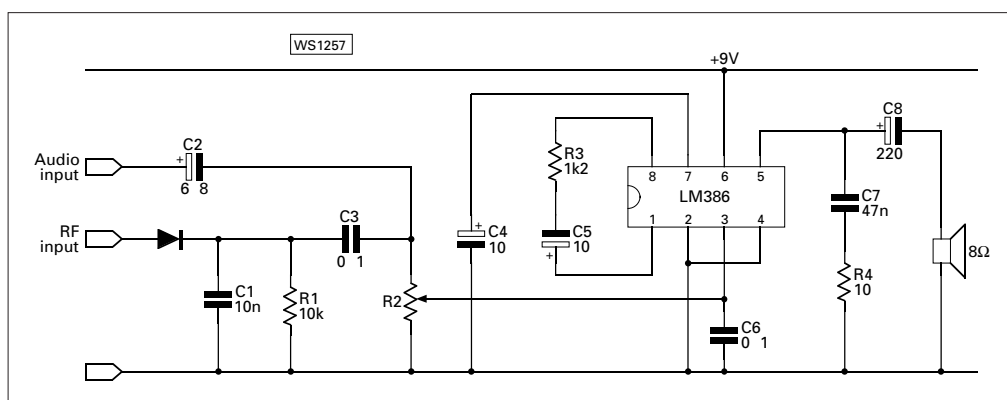 WS1257
+9V
Audio
input
+
C2
6 8
RF
input
C3
0 1
C1
10n
R1
10k
R2
+
C4
10
R3
1k2
C5
10
+
8 7 6 5
LM386
1 2 3 4
C6
0 1
C7
47n
R4
10
C8
+
220
8Ω